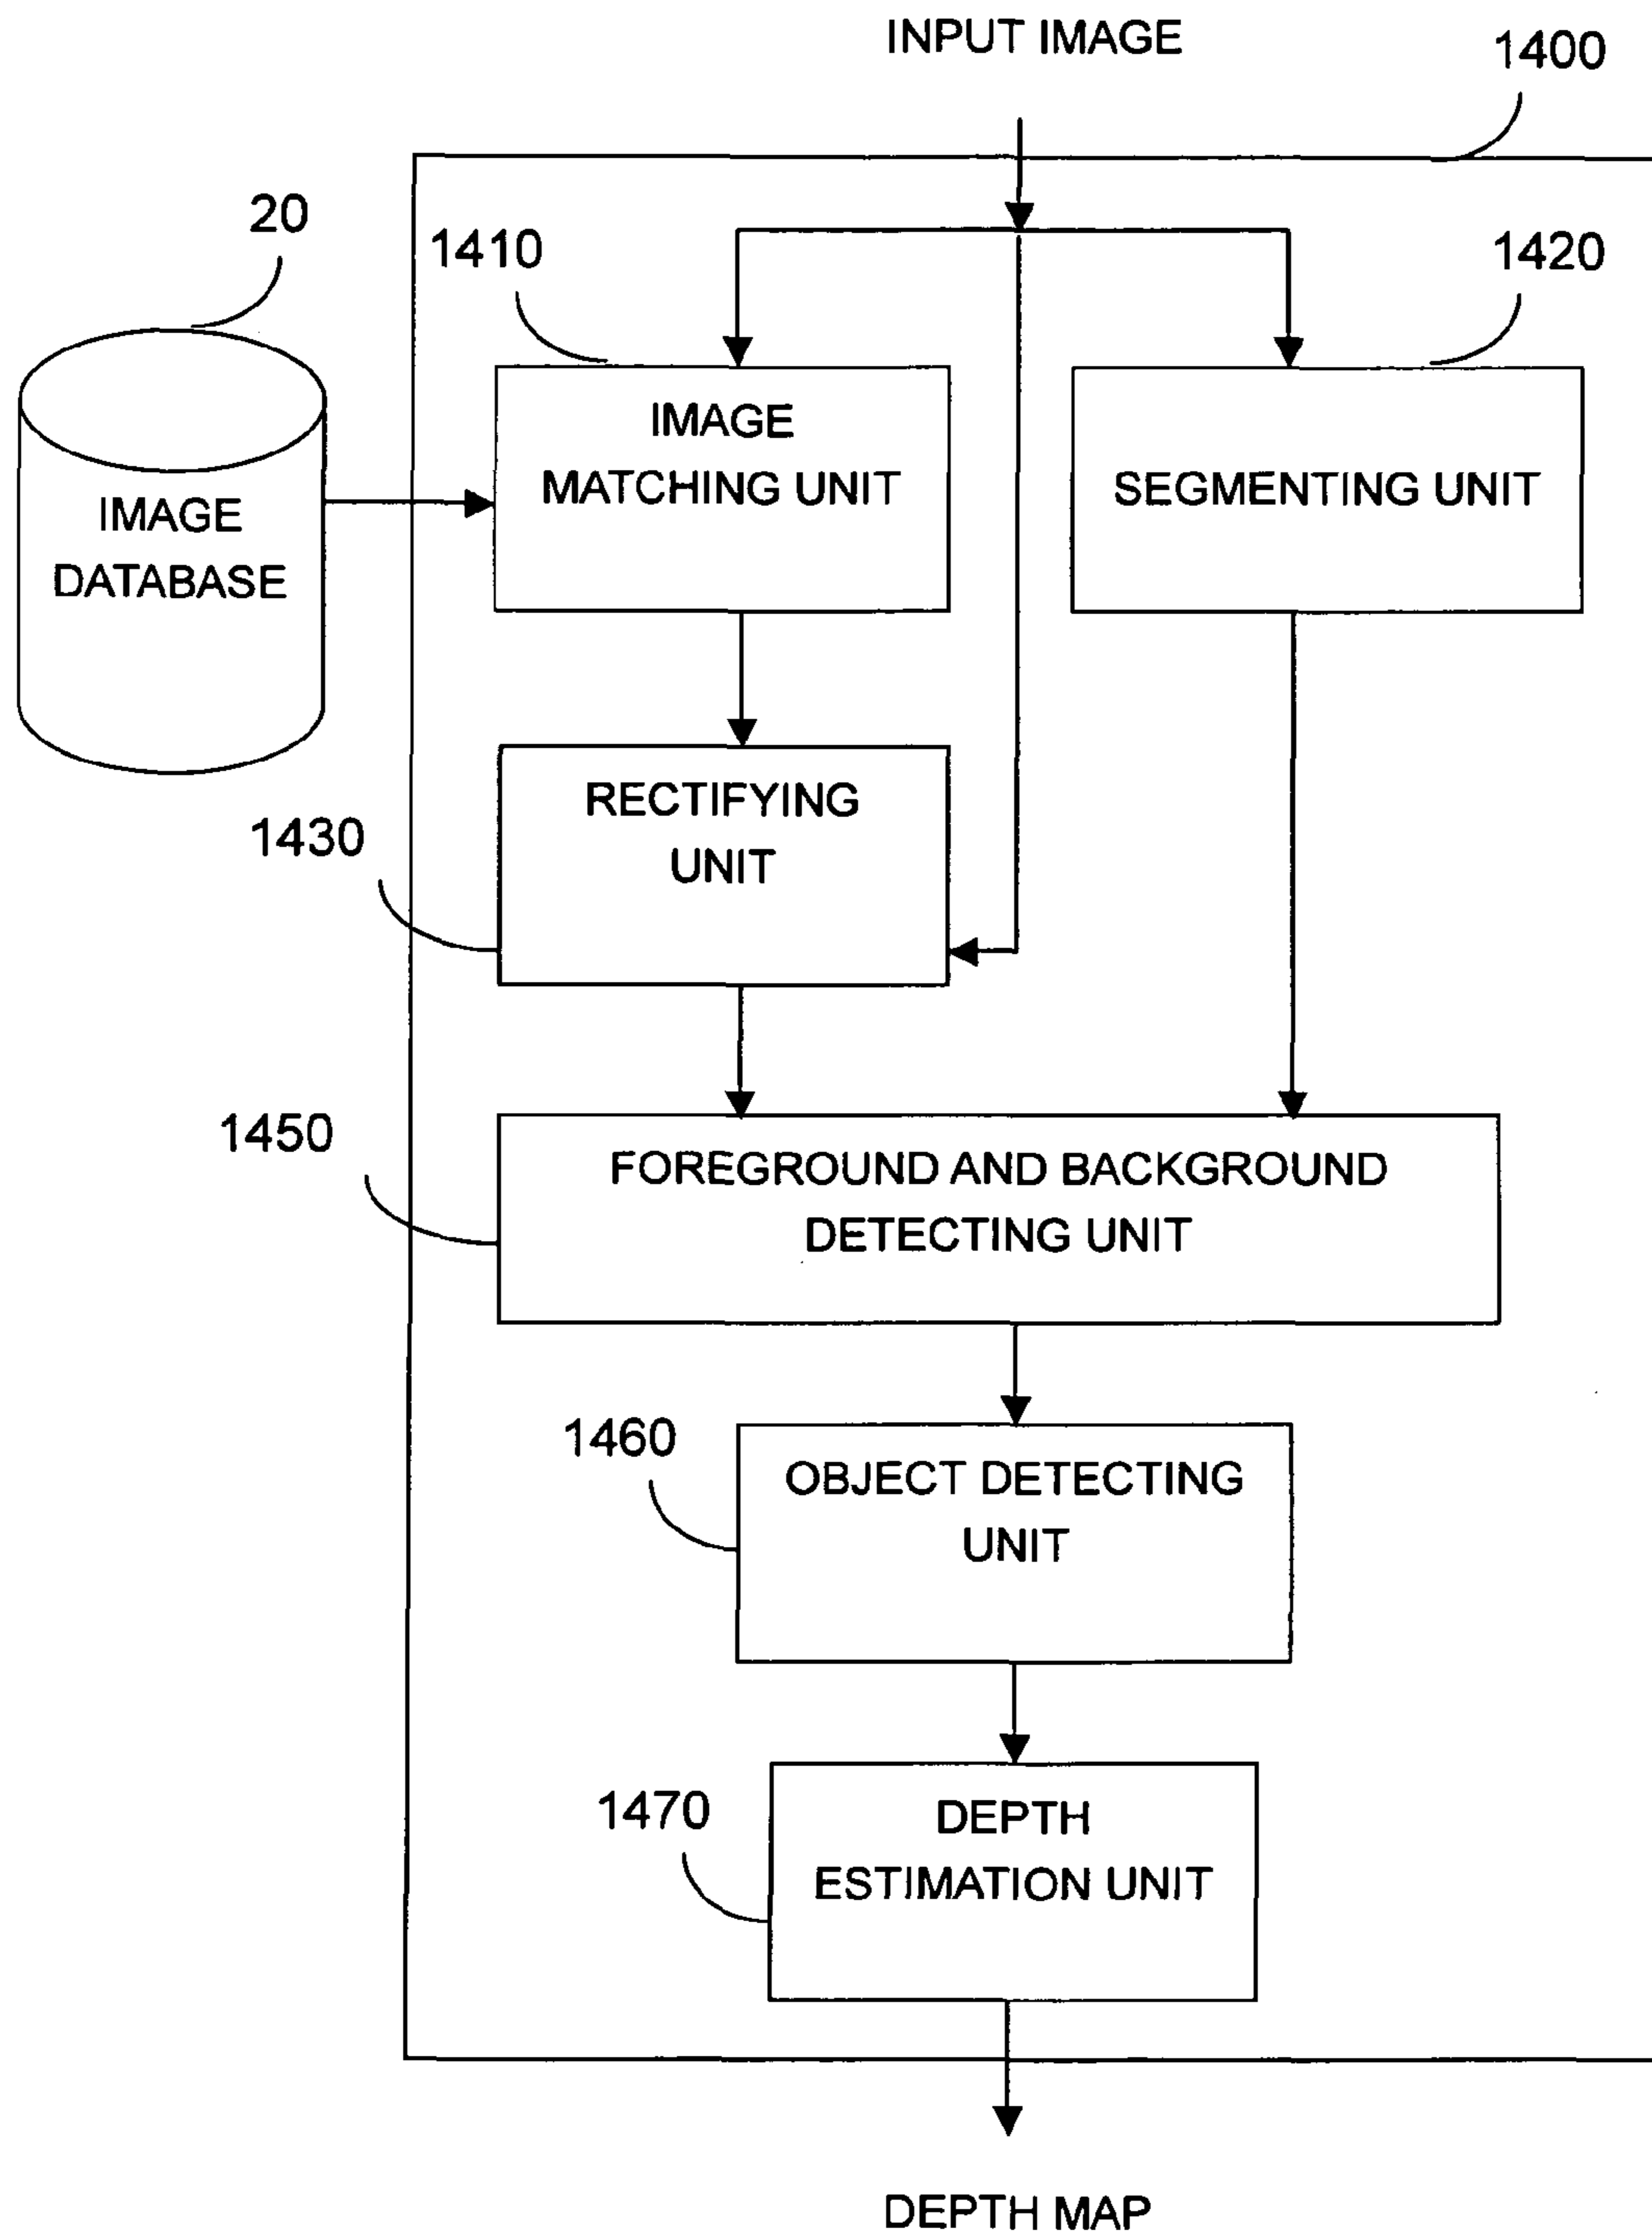 INPUT IMAGE
1400
20
1410
1420
IMAGE
MATCHING UNIT
SEGMENTING UNIT
IMAGE
DATABASE
RECTIFYING
UNIT
1430
1450
FOREGROUND AND BACKGROUND
DETECTING UNIT
1460
OBJECT DETECTING
UNIT
1470
DEPTH
ESTIMATION UNIT
DEPTH MAP